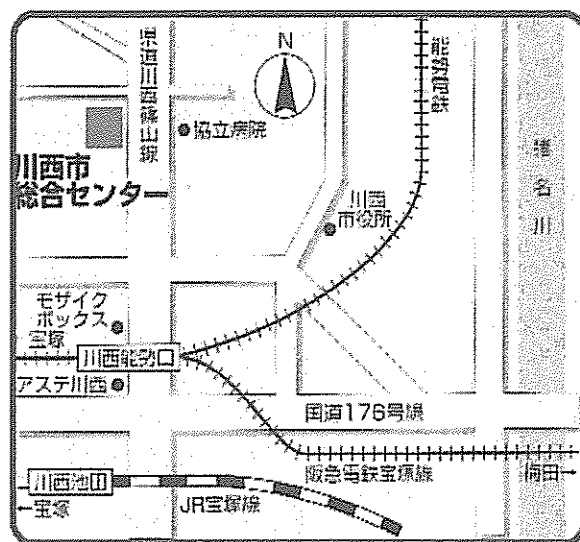 N
県道川西篠山線
能勢電鉄
協立病院
猪名川
川西市
総合センター
川西
市役所
モザイク
ボックス
宝塚
川西能勢口
アステ川西
国道176号線
阪急電鉄宝塚線
梅田→
川西池田
←宝塚
JR宝塚線